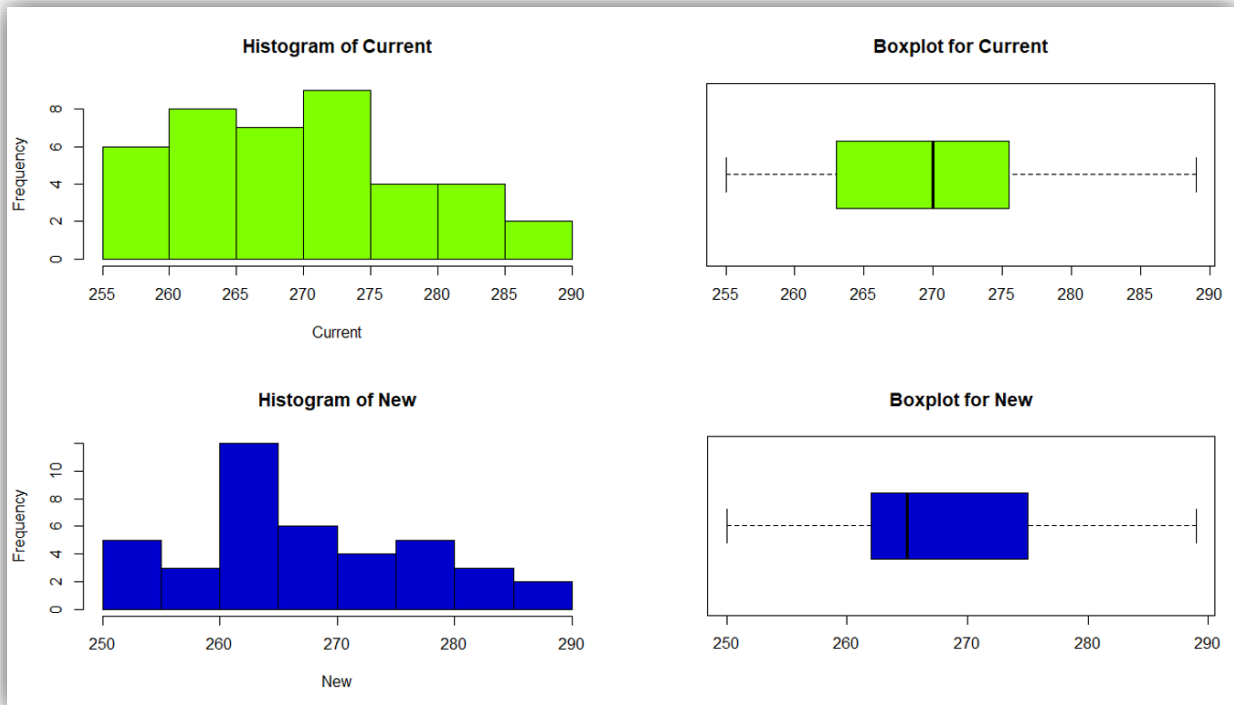 Histogram of Current
Frequency
0 2 4 6 8
255 260 265 270 275 280 285 290
Current
Boxplot for Current
255 260 265 270 275 280 285 290
Histogram of New
Frequency
0 2 4 6 8 10
250 260 270 280 290
New
Boxplot for New
250 260 270 280 290